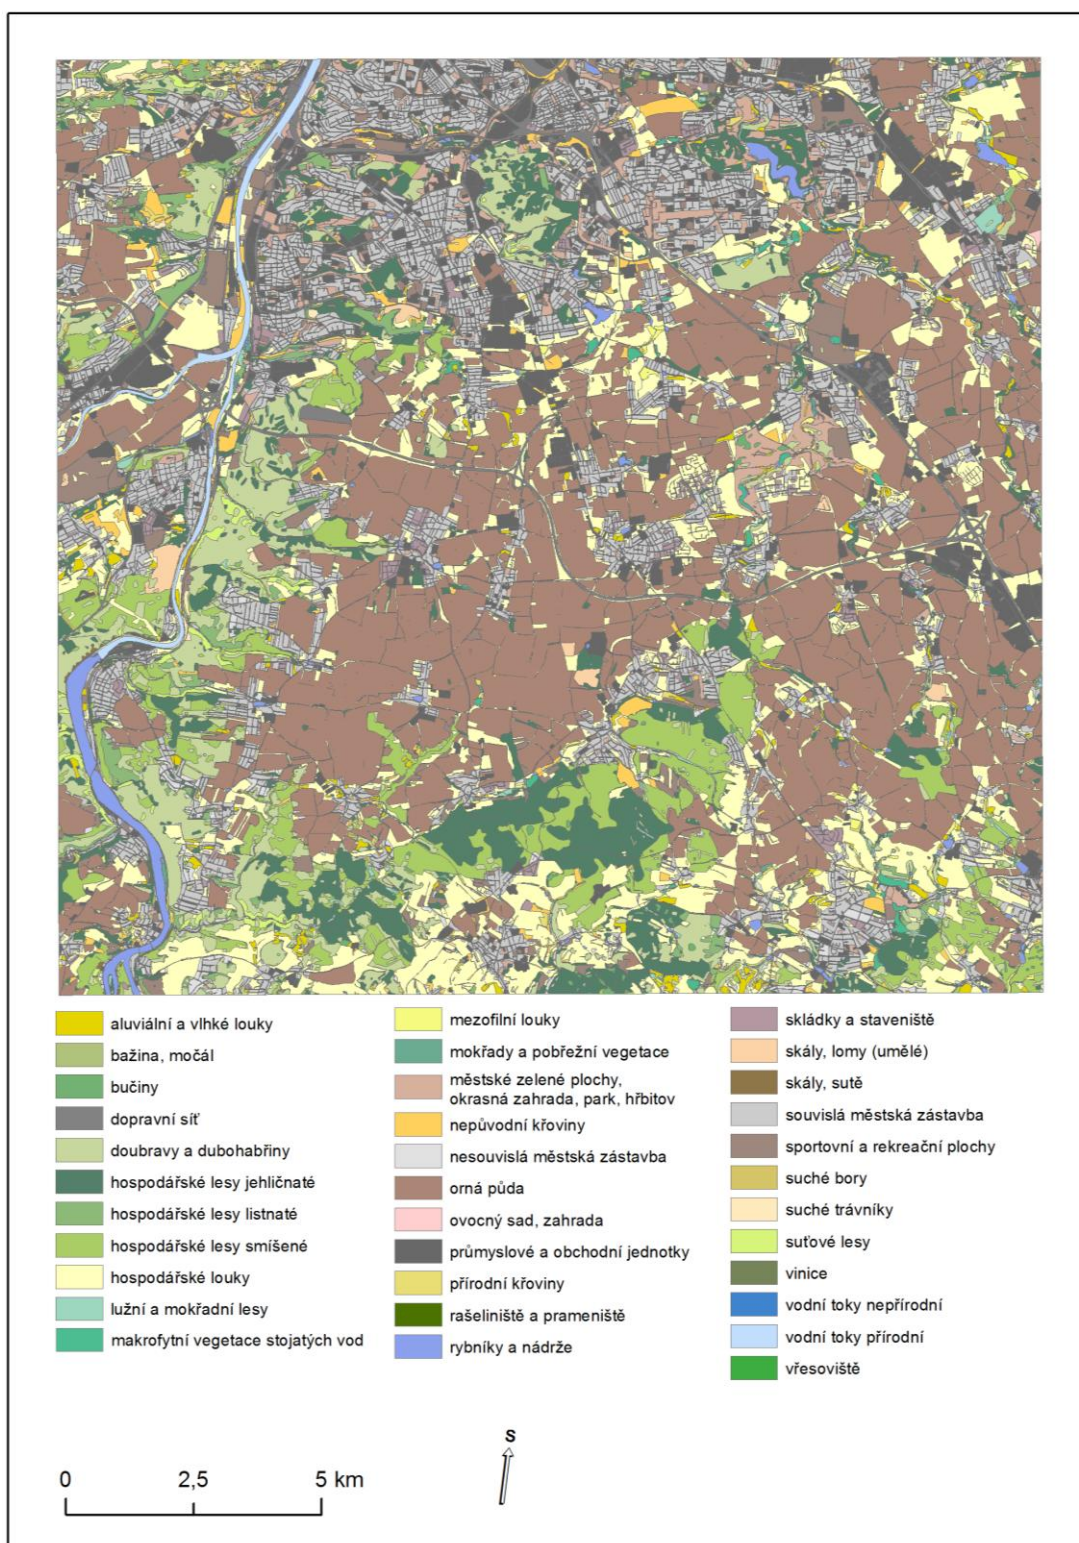 aluviální a vlhké louky
bažina, močál
bučiny
dopravní síť
doubravy a dubohabřiny
hospodářské lesy jehličnaté
hospodářské lesy listnaté
hospodářské lesy smíšené
hospodářské louky
lužní a mokřadní lesy
makrofytní vegetace stojatých vod
mezofilní louky
mokřady a pobřežní vegetace
městské zelené plochy,
okrasná zahrada, park, hřbitov
nepůvodní křoviny
nesouvislá městská zástavba
orná půda
ovocný sad, zahrada
průmyslové a obchodní jednotky
přírodní křoviny
rašeliniště a prameniště
rybníky a nádrže
skládky a staveniště
skály, lomy (umělé)
skály, sutě
souvislá městská zástavba
sportovní a rekreační plochy
suché bory
suché trávníky
suťové lesy
vinice
vodní toky nepřírodní
vodní toky přírodní
vřesoviště
S
0 2,5 5 km